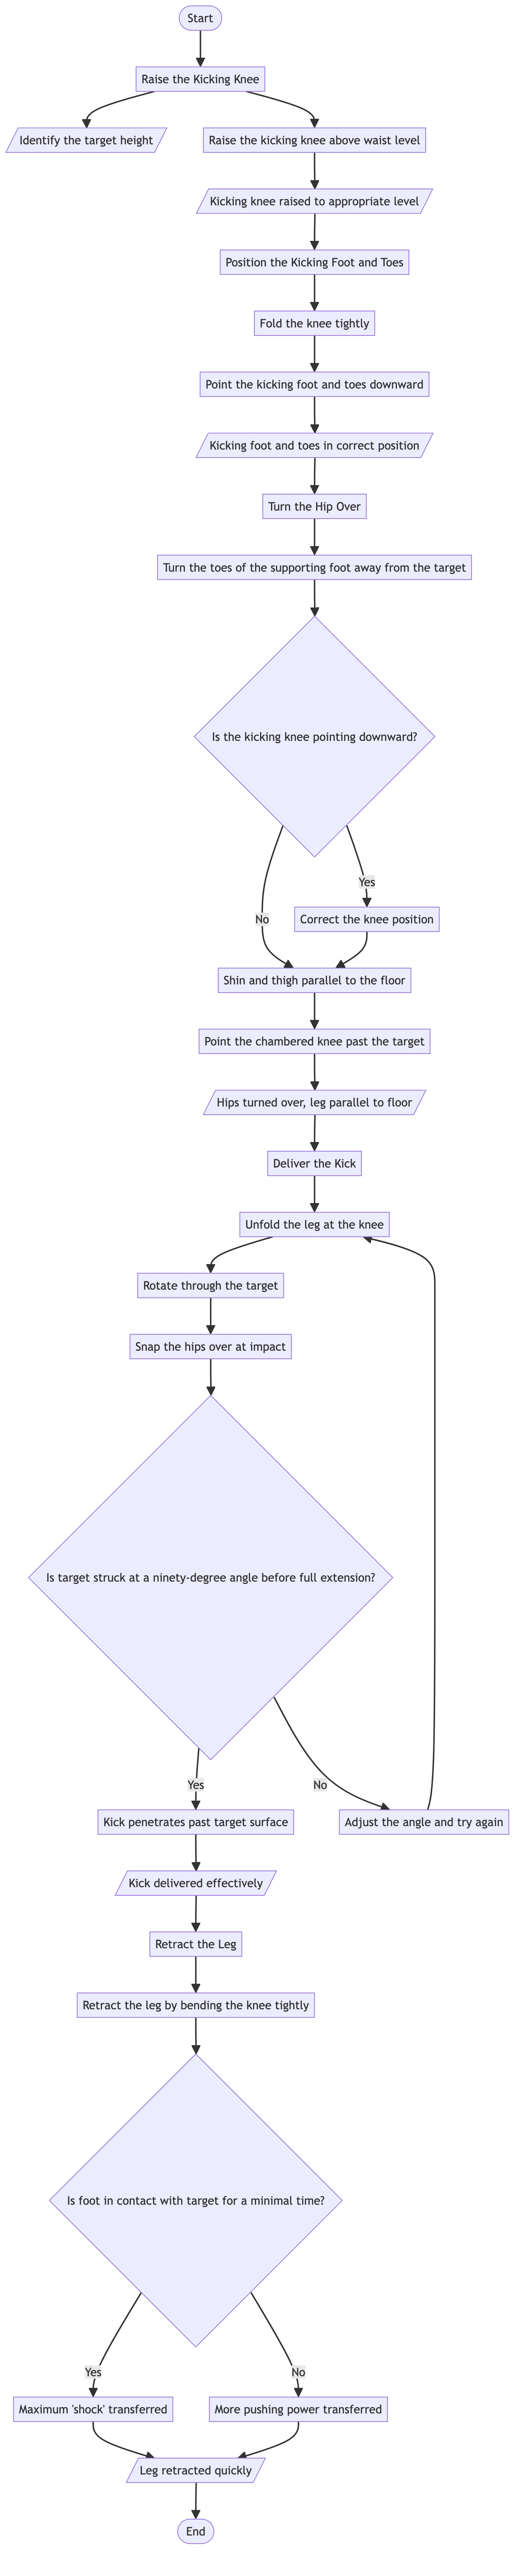 Start
Raise the Kicking Knee
Identify the target height
Raise the kicking knee above waist level
Kicking knee raised to appropriate level
Position the Kicking Foot and Toes
Fold the knee tightly
Point the kicking foot and toes downward
Kicking foot and toes in correct position
Turn the Hip Over
Turn the toes of the supporting foot away from the target
Is the kicking knee pointing downward?
Yes
No
Correct the knee position
Shin and thigh parallel to the floor
Point the chambered knee past the target
Hips turned over, leg parallel to floor
Deliver the Kick
Unfold the leg at the knee
Rotate through the target
Snap the hips over at impact
Is target struck at a ninety-degree angle before full extension?
Yes
No
Kick penetrates past target surface
Adjust the angle and try again
Kick delivered effectively
Retract the Leg
Retract the leg by bending the knee tightly
Is foot in contact with target for a minimal time?
Yes
No
Maximum 'shock' transferred
More pushing power transferred
Leg retracted quickly
End